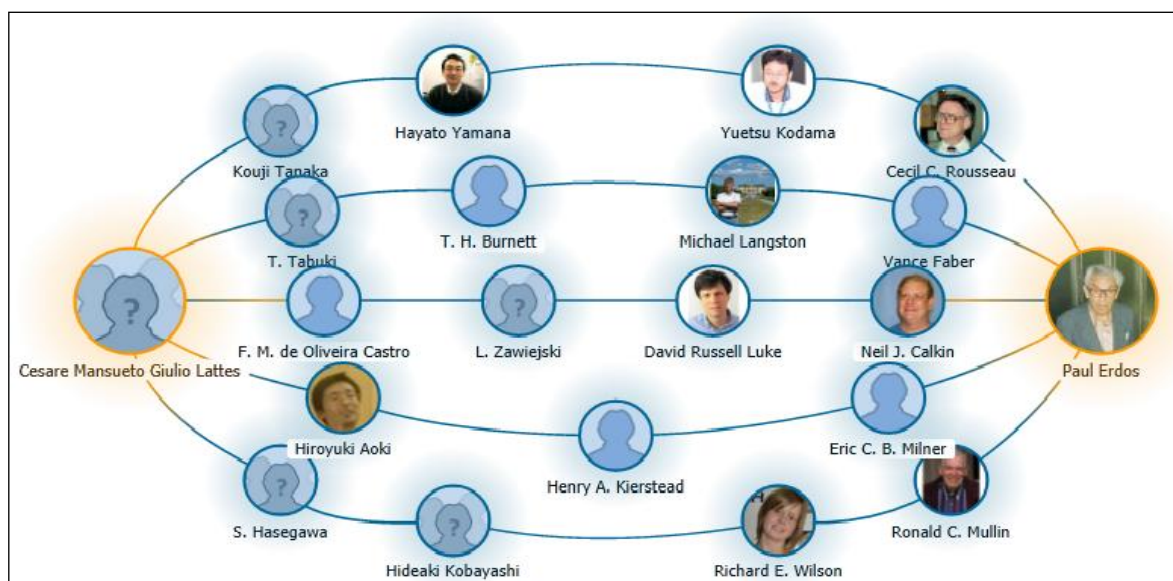 Hayato Yamana
Yuetsu Kodama
Kouji Tanaka
Cecil C. Rousseau
T. H. Burnett
Michael Langston
T. Tabuki
Vance Faber
F. M. de Oliveira Castro
L. Zawiejski
David Russell Luke
Neil J. Calkin
Cesare Mansueto Giulio Lattes
Paul Erdos
Hiroyuki Aoki
Eric C. B. Milner
Henry A. Kierstead
S. Hasegawa
Ronald C. Mullin
Hideaki Kobayashi
Richard E. Wilson